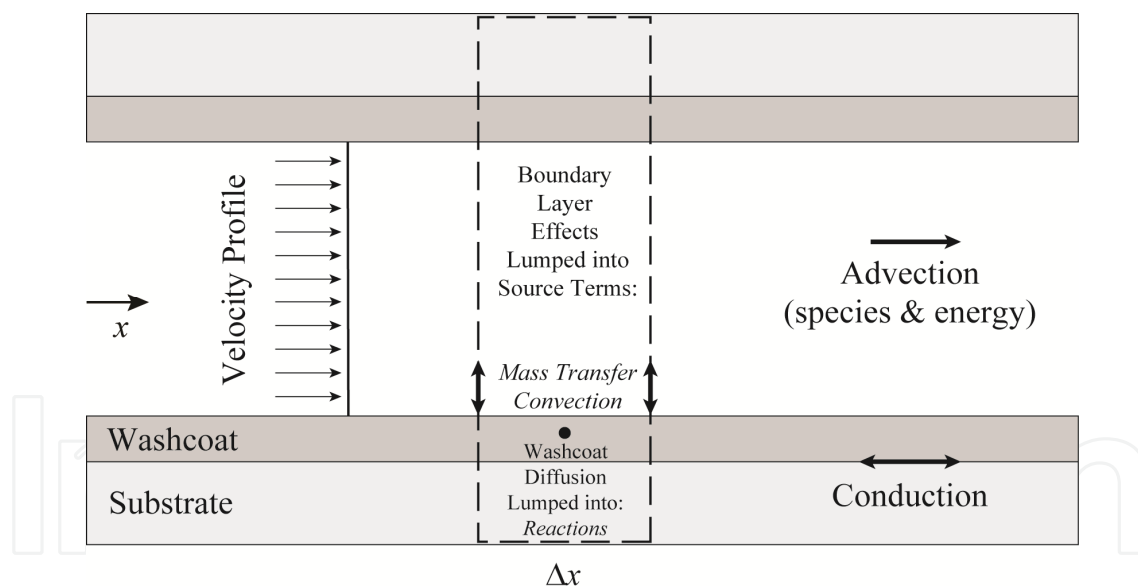 Boundary
Layer
Effects
Lumped into
Source Terms:
Velocity Profile
x
Advection
(species & energy)
Mass Transfer
Convection
Washcoat
Washcoat
Diffusion
Lumped into:
Reactions
Substrate
Conduction
Δx